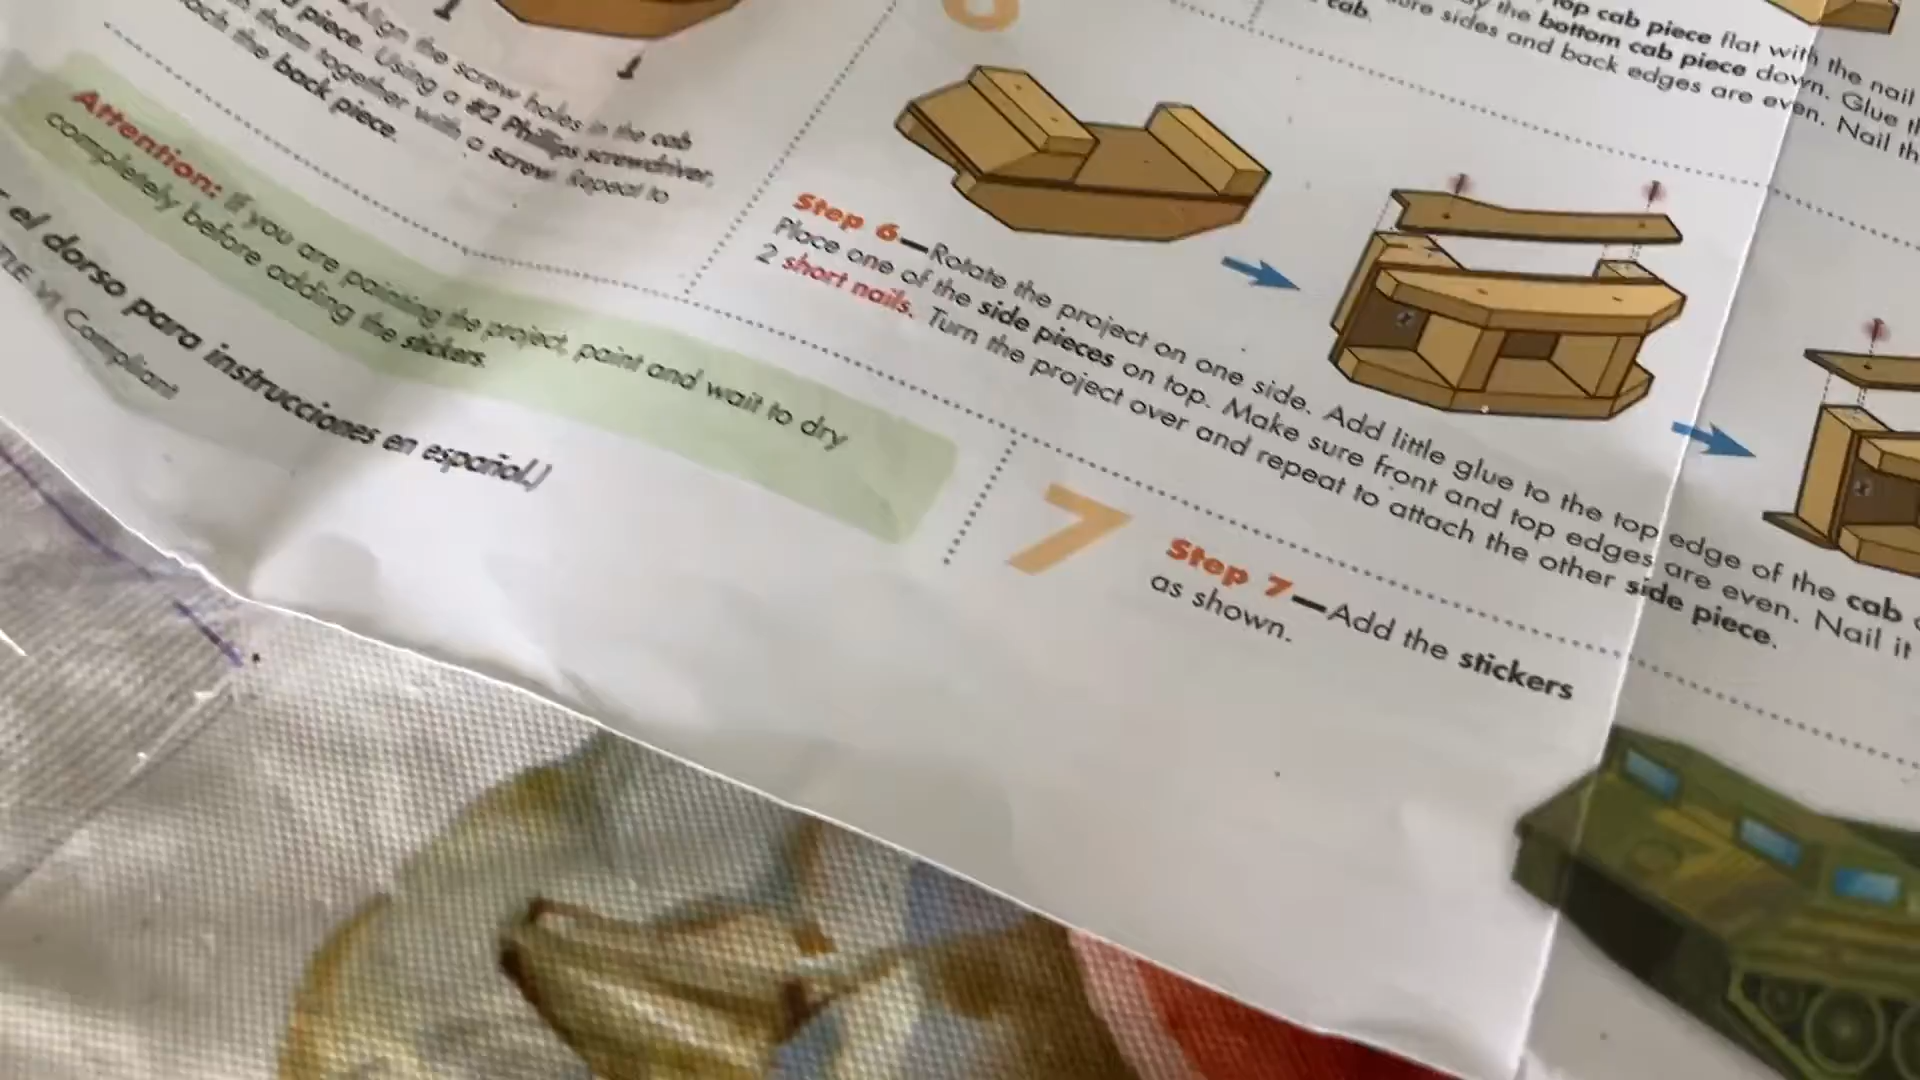 Align the screw holes in the cab
piece. Using a #2 Phillips screwdriver,
them together with a screw. Repeat to
the back piece.
Attention: If you are painting the project, paint and wait to dry
completely before adding the stickers.
el dorso para instrucciones en español.)
VI Compliant
6
Step 6—Rotate the project on one side. Add little glue to the top edge of the cab
Place one of the side pieces on top. Make sure front and top edges are even. Nail it
2 short nails. Turn the project over and repeat to attach the other side piece.
top cab piece flat with the nail
the bottom cab piece down. Glue
sides and back edges are even. Nail
cab.
7
Step 7—Add the stickers
as shown.